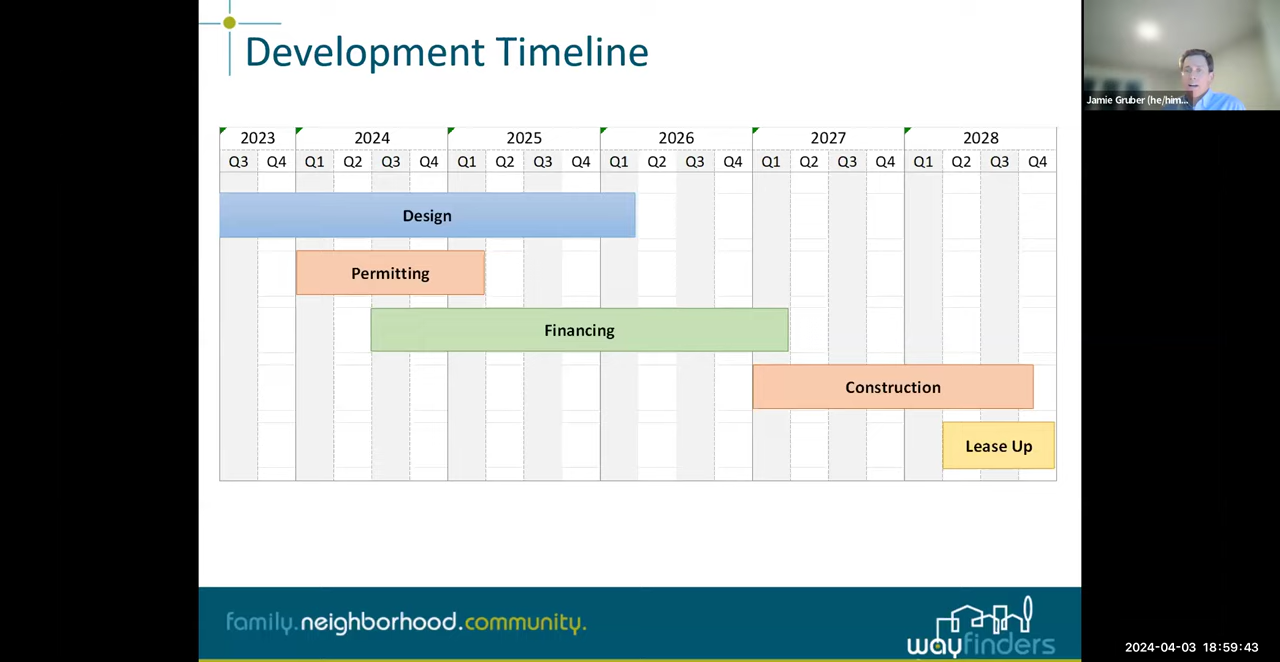 Development Timeline
Jamie Gruber (he/him...
2023 2024 2025 2026 2027 2028
Q3 Q4 Q1 Q2 Q3 Q4 Q1 Q2 Q3 Q4 Q1 Q2 Q3 Q4 Q1 Q2 Q3 Q4 Q1 Q2 Q3 Q4
Design
Permitting
Financing
Construction
Lease Up
family.neighborhood.community.
wayfinders
2024-04-03 18:59:43